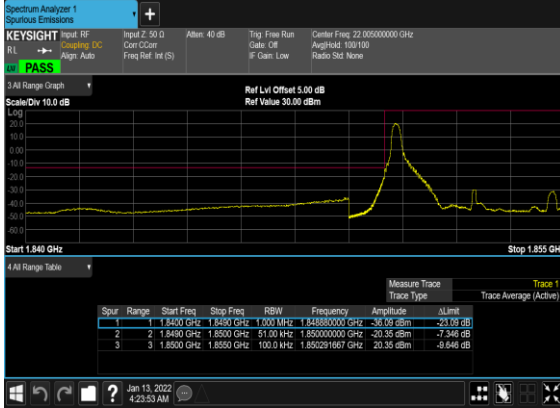 Spectrum Analyzer 1
Spurious Emissions
+
KEYSIGHT Input: RF Input Z: 50 Ω Atten: 40 dB Trig: Free Run Center Freq: 22.005000000 GHz
RL Coupling: DC Corr CCorr Gate: Off Avg|Hold: 100/100
Align: Auto Freq Ref: Int (S) IF Gain: Low Radio Std: None
PASS
3 All Range Graph
Ref Lvl Offset 5.00 dB
Scale/Div 10.0 dB Ref Value 30.00 dBm
Log
20.0
10.0
0.00
-10.0
-20.0
-30.0
-40.0
-50.0
-60.0
Start 1.840 GHz Stop 1.855 GH
4 All Range Table
Measure Trace Trace 1
Trace Type Trace Average (Active)
Spur Range Start Freq Stop Freq RBW Frequency Amplitude ΔLimit
1 1 1.8400 GHz 1.8490 GHz 1.000 MHz 1.848880000 GHz -36.09 dBm -23.09 dB
2 2 1.8490 GHz 1.8500 GHz 51.00 kHz 1.850000000 GHz -20.35 dBm -7.346 dB
3 3 1.8500 GHz 1.8550 GHz 100.0 kHz 1.850291667 GHz 20.35 dBm -9.646 dB
? Jan 13, 2022
4:23:53 AM